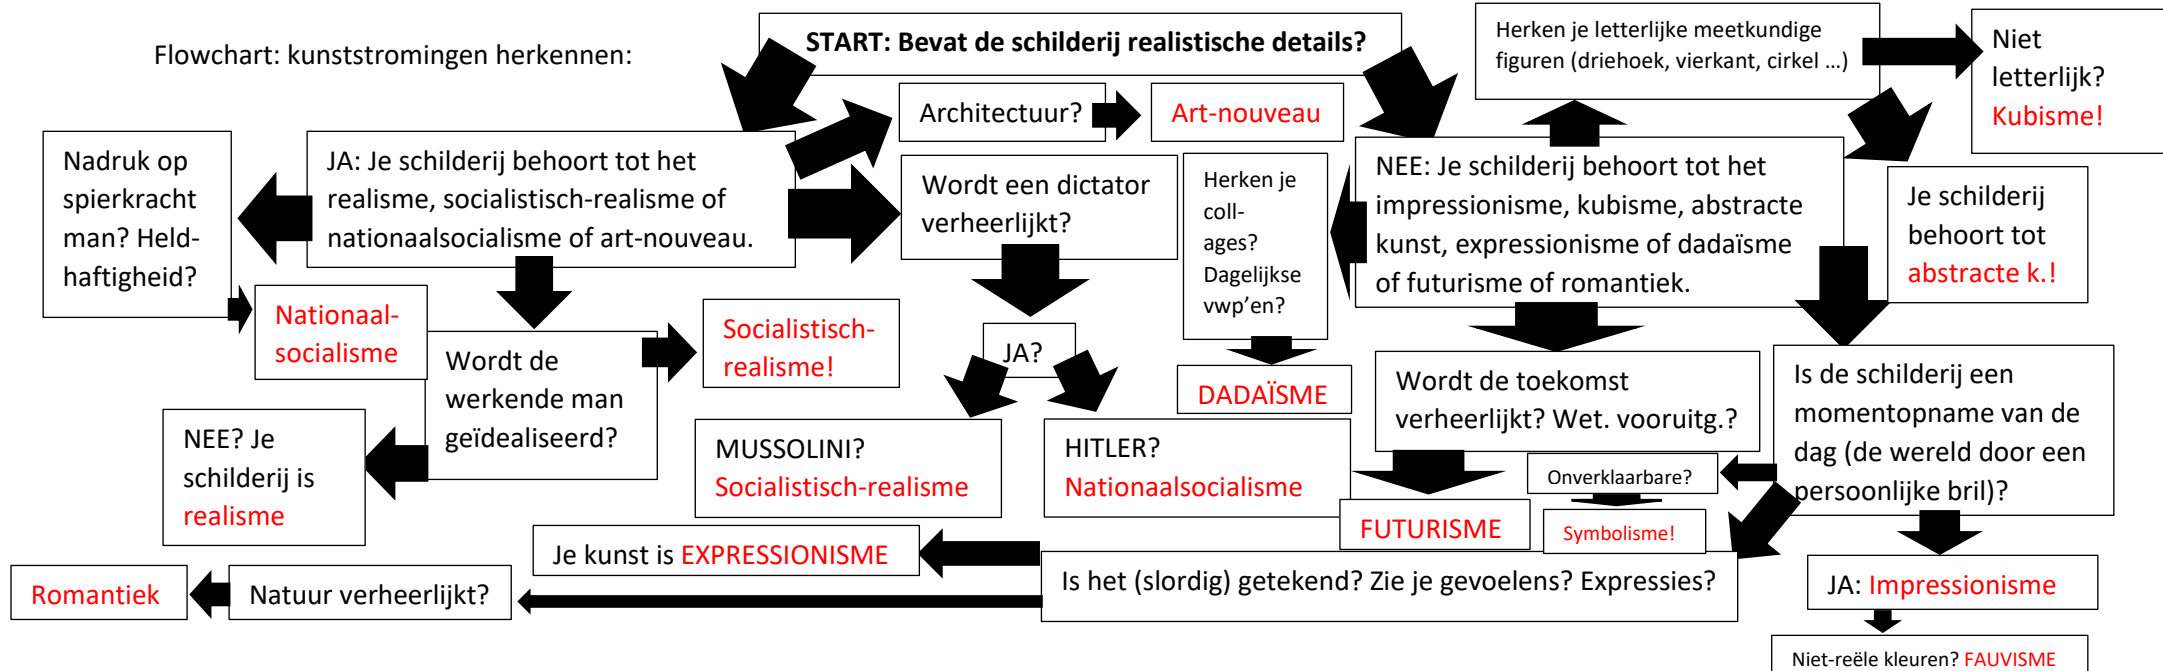 Flowchart: kunststromingen herkennen:
START: Bevat de schilderij realistische details?
Herken je letterlijke meetkundige
figuren (driehoek, vierkant, cirkel …)
Niet
letterlijk?
Kubisme!
Architectuur?
Art-nouveau
Nadruk op
spierkracht
man? Held-
haftigheid?
JA: Je schilderij behoort tot het
realisme, socialistisch-realisme of
nationaalsocialisme of art-nouveau.
Wordt een dictator
verheerlijkt?
Herken je
coll-
ages?
Dagelijkse
vwp’en?
NEE: Je schilderij behoort tot het
impressionisme, kubisme, abstracte
kunst, expressionisme of dadaïsme
of futurisme of romantiek.
Je schilderij
behoort tot
abstracte k.!
Nationaal-
socialisme
Wordt de
werkende man
geïdealiseerd?
Socialistisch-
realisme!
JA?
DADAÏSME
Wordt de toekomst
verheerlijkt? Wet. vooruitg.?
Is de schilderij een
momentopname van de
dag (de wereld door een
persoonlijke bril)?
NEE? Je
schilderij is
realisme
MUSSOLINI?
Socialistisch-realisme
HITLER?
Nationaalsocialisme
Onverklaarbare?
FUTURISME
Symbolisme!
Je kunst is EXPRESSIONISME
Is het (slordig) getekend? Zie je gevoelens? Expressies?
JA: Impressionisme
Romantiek
Natuur verheerlijkt?
Niet-reële kleuren? FAUVISME